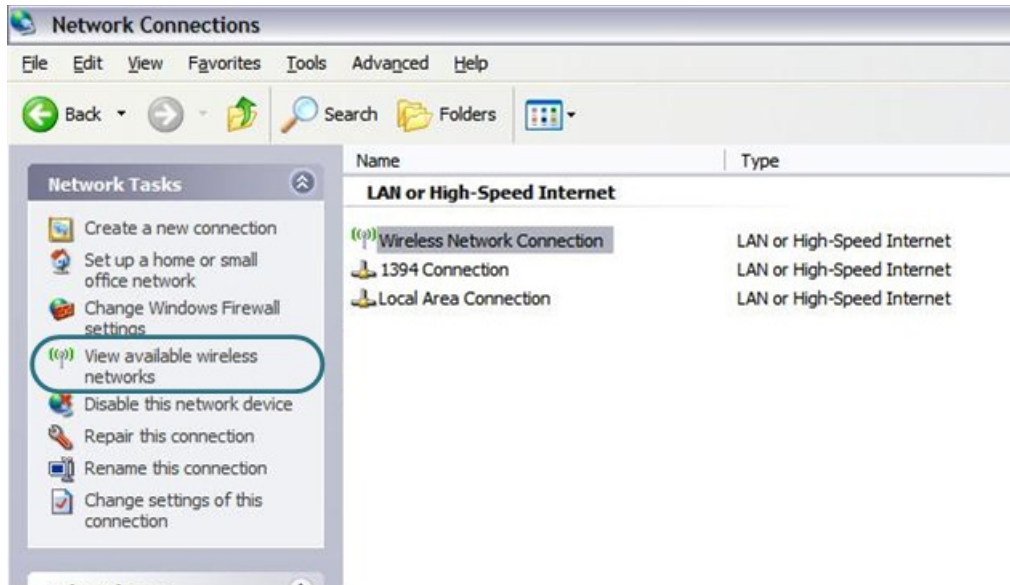 Network Connections
File Edit View Favorites Tools Advanced Help
Back Search Folders
Name Type
Network Tasks
LAN or High-Speed Internet
Create a new connection
Set up a home or small
office network
Change Windows Firewall
settings
View available wireless
networks
Disable this network device
Repair this connection
Rename this connection
Change settings of this
connection
Wireless Network Connection LAN or High-Speed Internet
1394 Connection LAN or High-Speed Internet
Local Area Connection LAN or High-Speed Internet